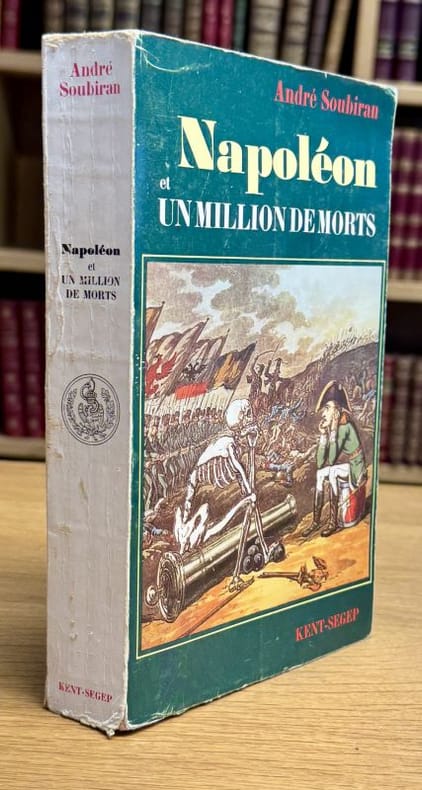 André
Soubiran
Napoléon
et
UN MILLION
DE MORTS
KENT-SEGEP
André Soubiran
Napoléon
et
UN MILLION DE MORTS
KENT-SEGEP